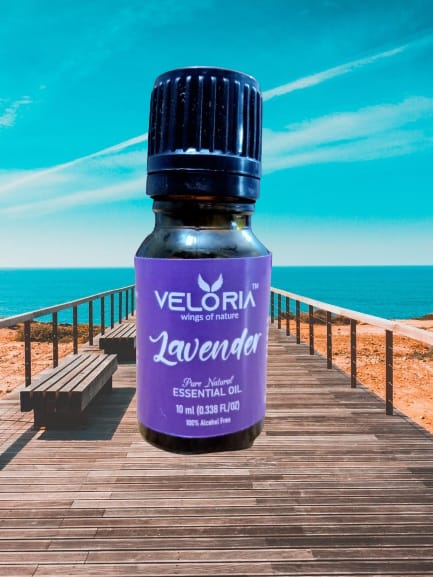 VELORIA™
wings of nature
Lavender
Pure Natural
ESSENTIAL OIL
10 ml (0.338 FL/OZ)
100% Alcohol Free